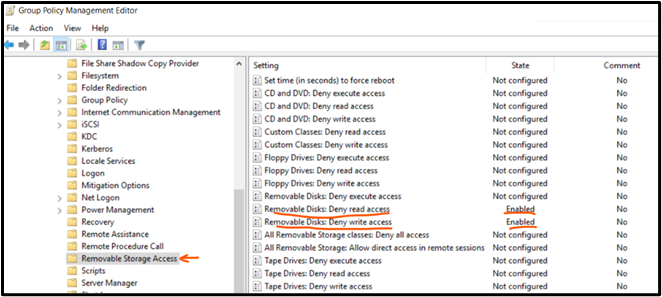 Group Policy Management Editor
File Action View Help
File Share Shadow Copy Provider
Filesystem
Folder Redirection
Group Policy
Internet Communication Management
iSCSI
KDC
Kerberos
Locale Services
Logon
Mitigation Options
Net Logon
Power Management
Recovery
Remote Assistance
Remote Procedure Call
Removable Storage Access
Scripts
Server Manager
Setting State Comment
Set time (in seconds) to force reboot Not configured No
CD and DVD: Deny execute access Not configured No
CD and DVD: Deny read access Not configured No
CD and DVD: Deny write access Not configured No
Custom Classes: Deny read access Not configured No
Custom Classes: Deny write access Not configured No
Floppy Drives: Deny execute access Not configured No
Floppy Drives: Deny read access Not configured No
Floppy Drives: Deny write access Not configured No
Removable Disks: Deny execute access Not configured No
Removable Disks: Deny read access Enabled No
Removable Disks: Deny write access Enabled No
All Removable Storage classes: Deny all access Not configured No
All Removable Storage: Allow direct access in remote sessions Not configured No
Tape Drives: Deny execute access Not configured No
Tape Drives: Deny read access Not configured No
Tape Drives: Deny write access Not configured No